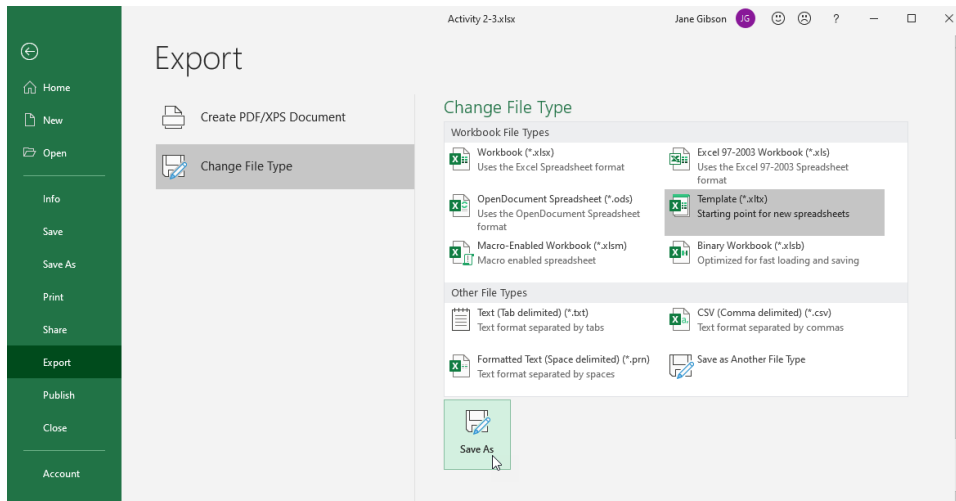 Activity 2-3.xlsx
Jane Gibson
JG
?
Export
Home
New
Open
Info
Save
Save As
Print
Share
Export
Publish
Close
Account
Create PDF/XPS Document
Change File Type
Change File Type
Workbook File Types
Workbook (*.xlsx)
Uses the Excel Spreadsheet format
Excel 97-2003 Workbook (*.xls)
Uses the Excel 97-2003 Spreadsheet
format
OpenDocument Spreadsheet (*.ods)
Uses the OpenDocument Spreadsheet
format
Template (*.xltx)
Starting point for new spreadsheets
Macro-Enabled Workbook (*.xlsm)
Macro enabled spreadsheet
Binary Workbook (*.xlsb)
Optimized for fast loading and saving
Other File Types
Text (Tab delimited) (*.txt)
Text format separated by tabs
CSV (Comma delimited) (*.csv)
Text format separated by commas
Formatted Text (Space delimited) (*.prn)
Text format separated by spaces
Save as Another File Type
Save As